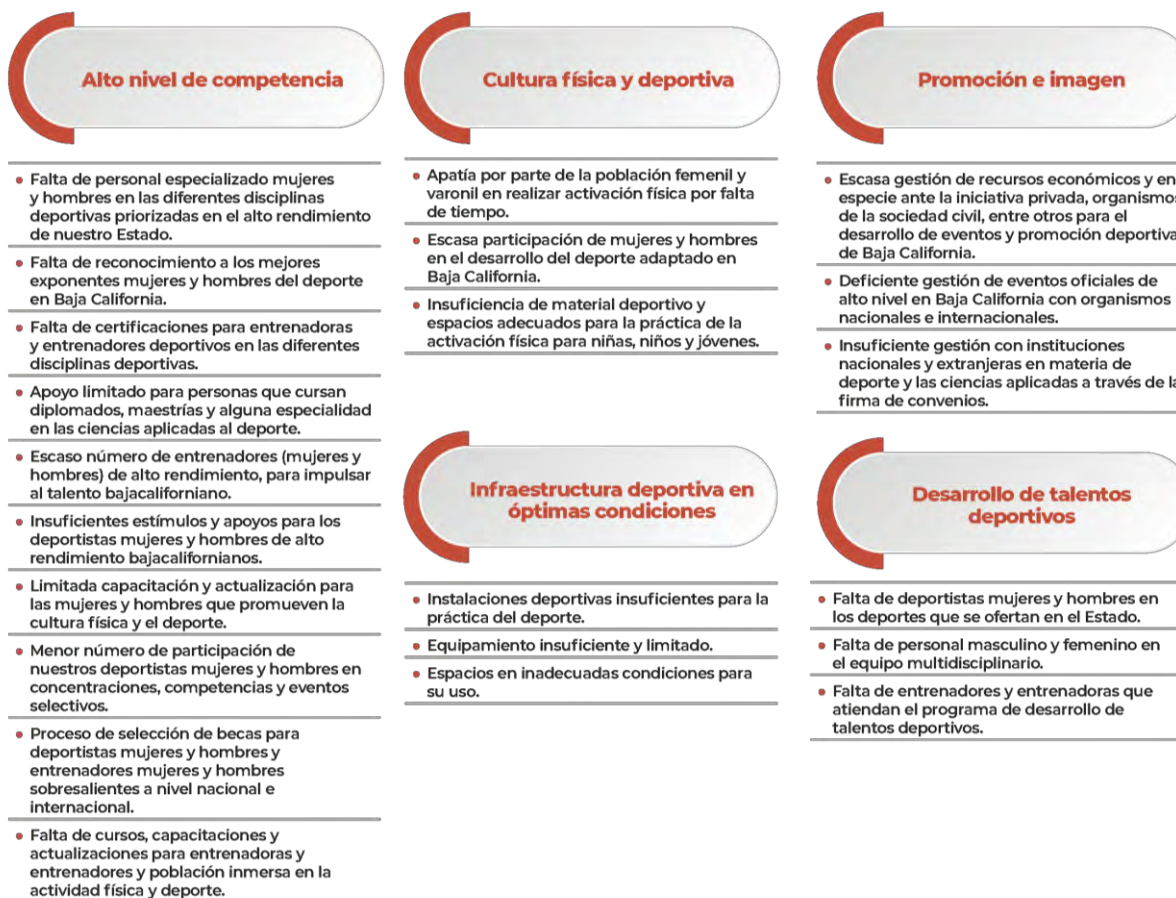 Alto nivel de competencia
• Falta de personal especializado mujeres
y hombres en las diferentes disciplinas
deportivas priorizadas en el alto rendimiento
de nuestro Estado.
• Falta de reconocimiento a los mejores
exponentes mujeres y hombres del deporte
en Baja California.
• Falta de certificaciones para entrenadoras
y entrenadores deportivos en las diferentes
disciplinas deportivas.
• Apoyo limitado para personas que cursan
diplomados, maestrías y alguna especialidad
en las ciencias aplicadas al deporte.
• Escaso número de entrenadores (mujeres y
hombres) de alto rendimiento, para impulsar
al talento bajacaliforniano.
• Insuficientes estímulos y apoyos para los
deportistas mujeres y hombres de alto
rendimiento bajacalifornianos.
• Limitada capacitación y actualización para
las mujeres y hombres que promueven la
cultura física y el deporte.
• Menor número de participación de
nuestros deportistas mujeres y hombres en
concentraciones, competencias y eventos
selectivos.
• Proceso de selección de becas para
deportistas mujeres y hombres y
entrenadores mujeres y hombres
sobresalientes a nivel nacional e
internacional.
• Falta de cursos, capacitaciones y
actualizaciones para entrenadoras y
entrenadores y población inmersa en la
actividad física y deporte.
Cultura física y deportiva
• Apatía por parte de la población femenil y
varonil en realizar activación física por falta
de tiempo.
• Escasa participación de mujeres y hombres
en el desarrollo del deporte adaptado en
Baja California.
• Insuficiencia de material deportivo y
espacios adecuados para la práctica de la
activación física para niñas, niños y jóvenes.
Infraestructura deportiva en
óptimas condiciones
• Instalaciones deportivas insuficientes para la
práctica del deporte.
• Equipamiento insuficiente y limitado.
• Espacios en inadecuadas condiciones para
su uso.
Promoción e imagen
• Escasa gestión de recursos económicos y en
especie ante la iniciativa privada, organismos
de la sociedad civil, entre otros para el
desarrollo de eventos y promoción deportiva
de Baja California.
• Deficiente gestión de eventos oficiales de
alto nivel en Baja California con organismos
nacionales e internacionales.
• Insuficiente gestión con instituciones
nacionales y extranjeras en materia de
deporte y las ciencias aplicadas a través de la
firma de convenios.
Desarrollo de talentos
deportivos
• Falta de deportistas mujeres y hombres en
los deportes que se ofertan en el Estado.
• Falta de personal masculino y femenino en
el equipo multidisciplinario.
• Falta de entrenadores y entrenadoras que
atiendan el programa de desarrollo de
talentos deportivos.